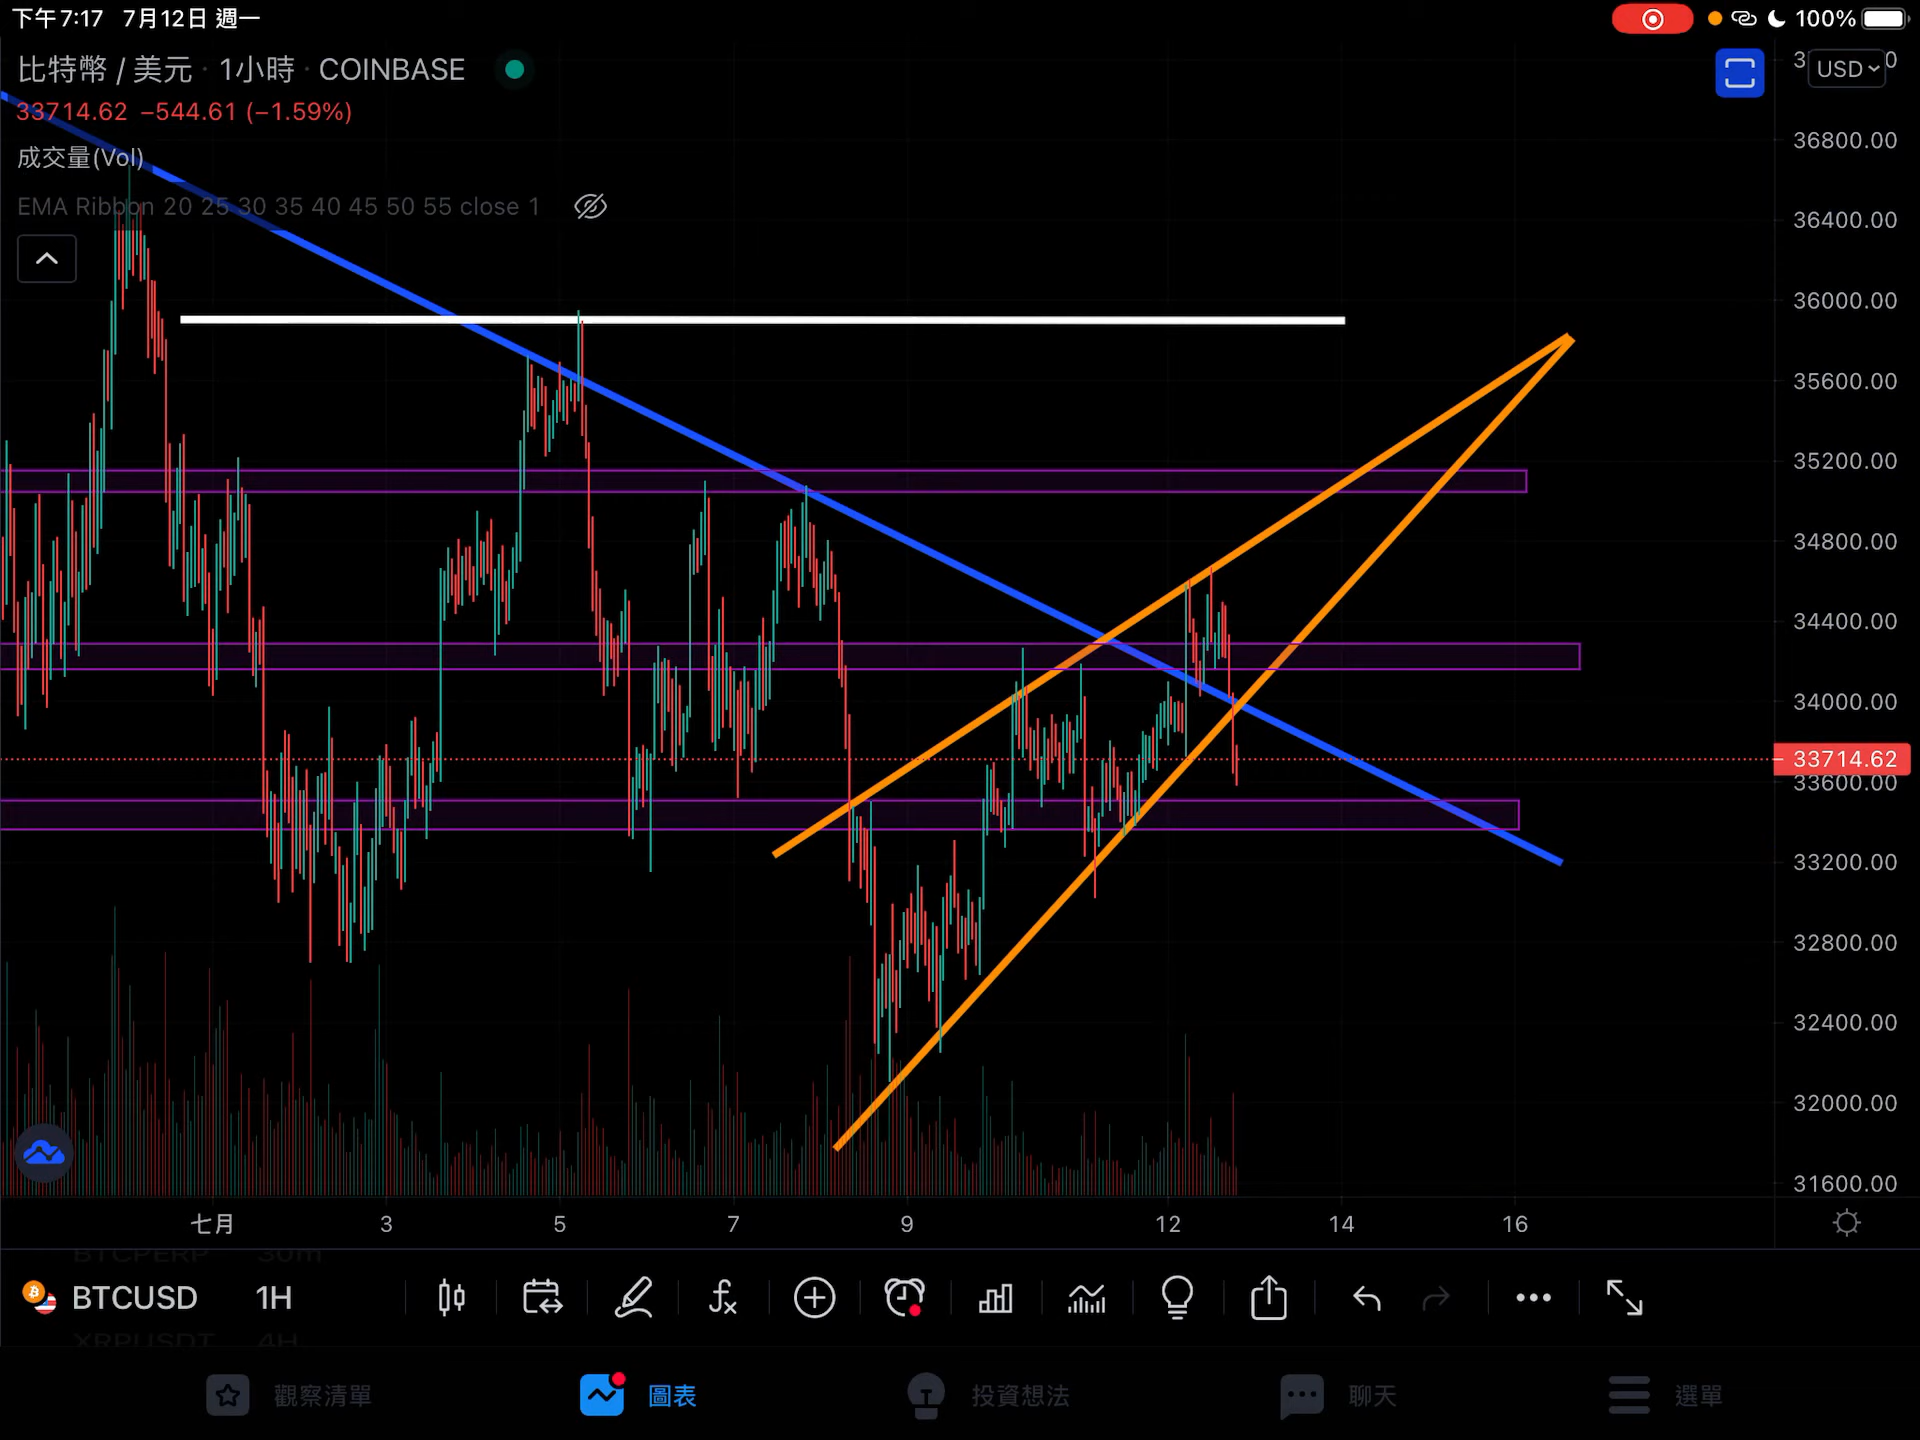 下午7:17 7月12日 週一
100%
比特幣 / 美元 · 1小時 · COINBASE
USD
33714.62 −544.61 (−1.59%)
成交量(Vol)
EMA Ribbon 20 25 30 35 40 45 50 55 close 1
36800.00
36400.00
36000.00
35600.00
35200.00
34800.00
34400.00
34000.00
33714.62
33600.00
33200.00
32800.00
32400.00
32000.00
31600.00
七月 3 5 7 9 12 14 16
BTCPERP 30m
BTCUSD 1H
XRPUSDT 4H
觀察清單 圖表 投資想法 聊天 選單